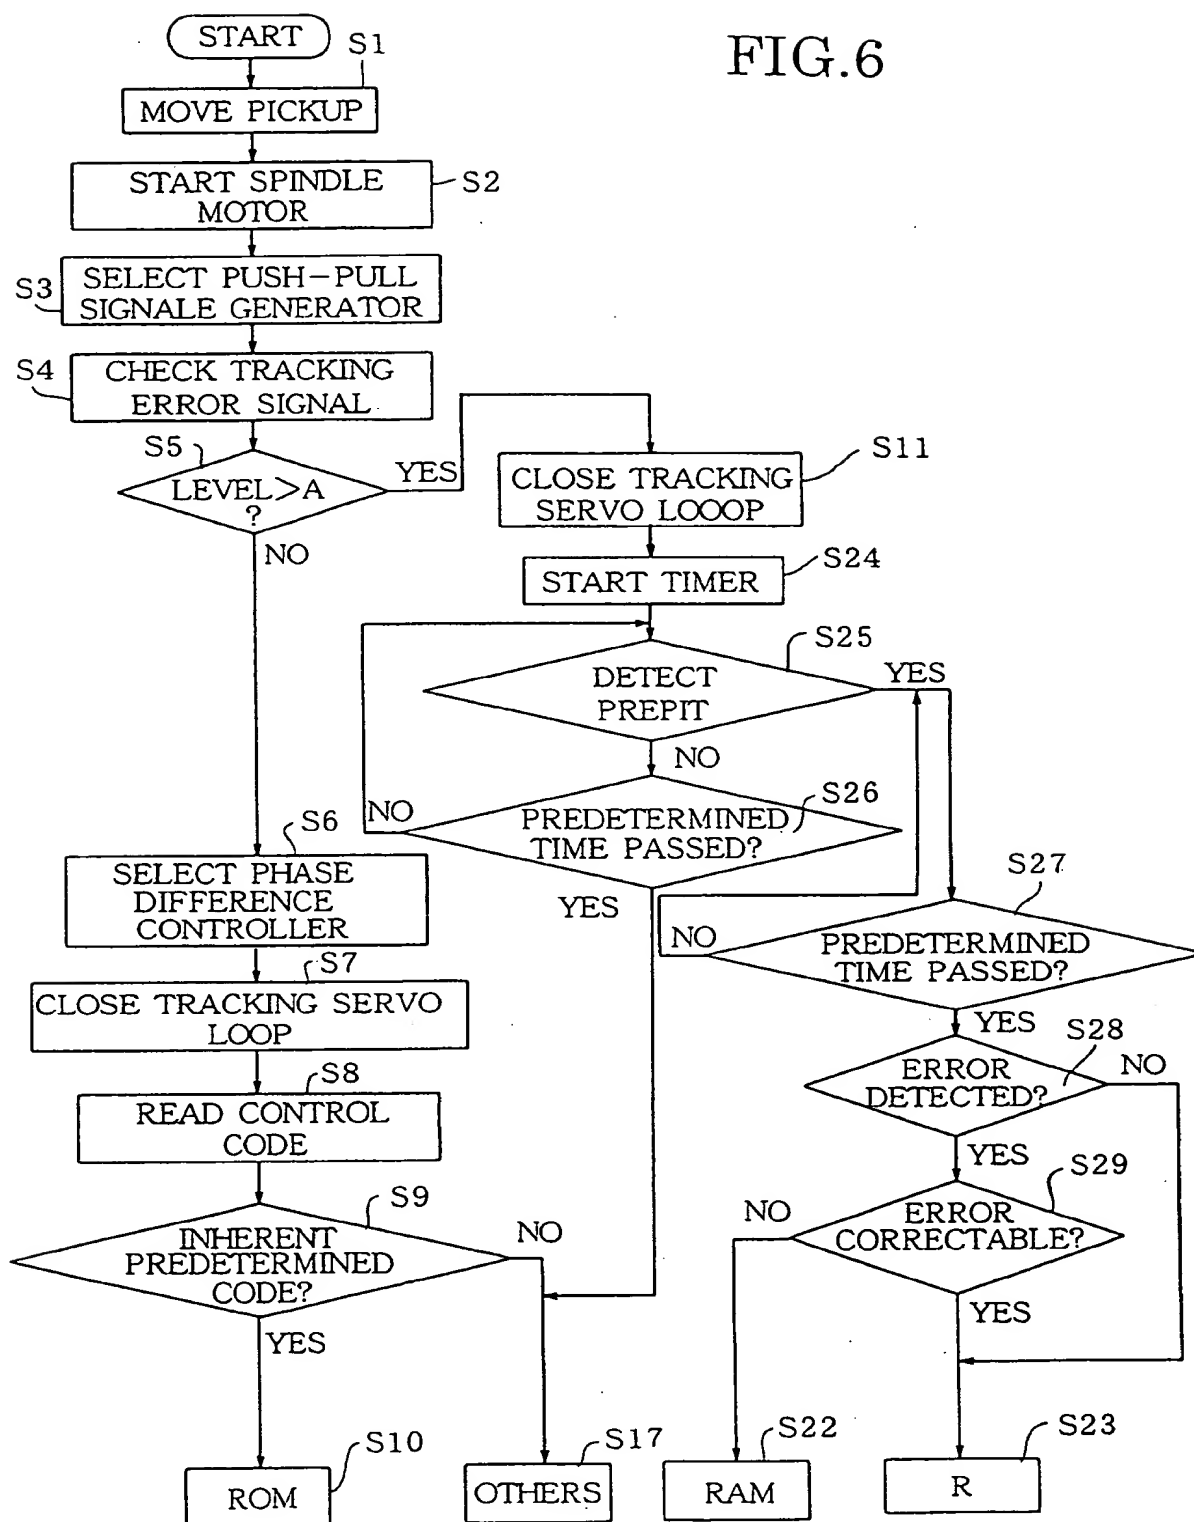 FIG.6
START
S1
MOVE PICKUP
S2
START SPINDLE
MOTOR
S3
SELECT PUSH-PULL
SIGNALE GENERATOR
S4
CHECK TRACKING
ERROR SIGNAL
S5
LEVEL>A
?
YES
NO
S11
CLOSE TRACKING
SERVO LOOOP
S24
START TIMER
S25
DETECT
PREPIT
YES
NO
S26
PREDETERMINED
TIME PASSED?
NO
YES
S6
SELECT PHASE
DIFFERENCE
CONTROLLER
S7
CLOSE TRACKING SERVO
LOOP
S8
READ CONTROL
CODE
S9
INHERENT
PREDETERMINED
CODE?
NO
YES
S27
PREDETERMINED
TIME PASSED?
NO
YES
S28
ERROR
DETECTED?
NO
YES
S29
ERROR
CORRECTABLE?
NO
YES
S10
ROM
S17
OTHERS
S22
RAM
S23
R